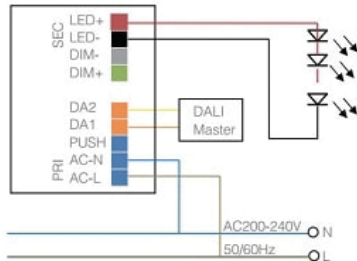 SEC
LED+
LED-
DIM-
DIM+
DA2
DA1
PUSH
PRI
AC-N
AC-L
DALI
Master
AC200-240V
N
50/60Hz
L